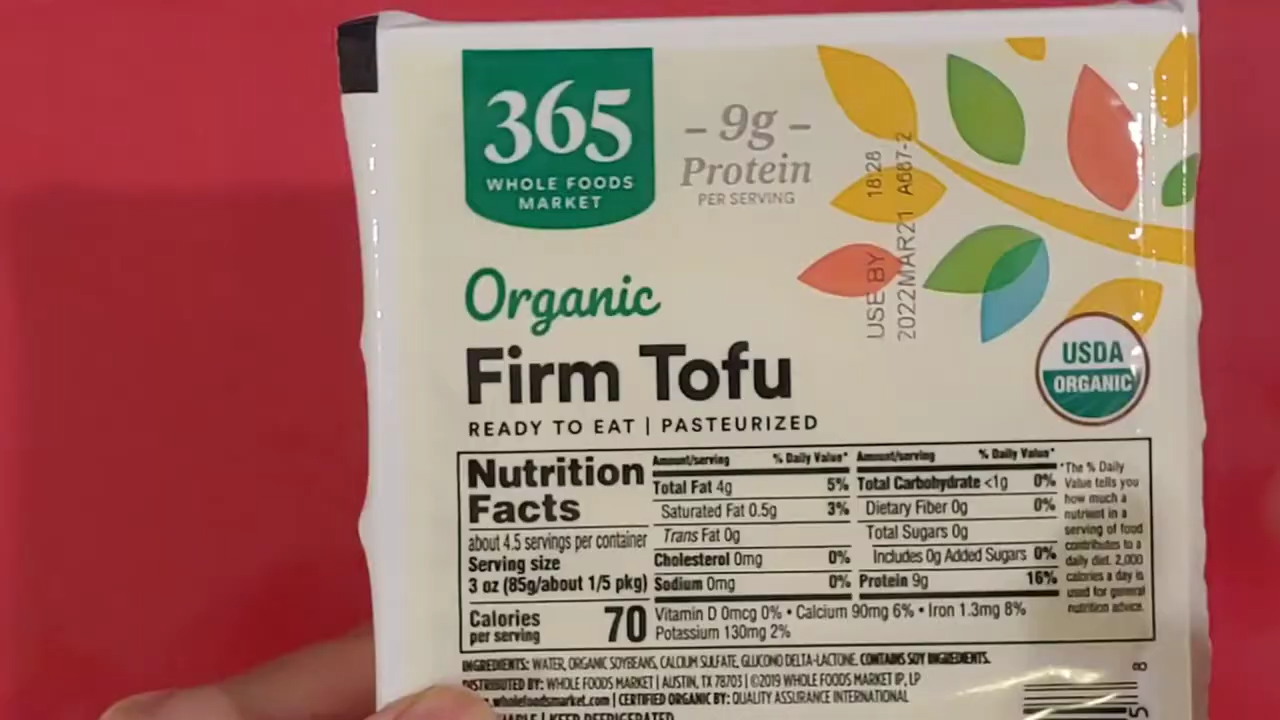 365
WHOLE FOODS
MARKET
– 9g –
Protein
PER SERVING
USE BY 18:28
2022MAR21 A667-2
Organic
Firm Tofu
READY TO EAT | PASTEURIZED
USDA
ORGANIC
Nutrition
Facts
about 4.5 servings per container
Serving size
3 oz (85g/about 1/5 pkg)
Calories
per serving
70
Amount/serving % Daily Value*
Total Fat 4g 5%
Saturated Fat 0.5g 3%
Trans Fat 0g
Cholesterol 0mg 0%
Sodium 0mg 0%
Amount/serving % Daily Value*
Total Carbohydrate <1g 0%
Dietary Fiber 0g 0%
Total Sugars 0g
Includes 0g Added Sugars 0%
Protein 9g 16%
Vitamin D 0mcg 0% • Calcium 90mg 6% • Iron 1.3mg 8%
Potassium 130mg 2%
*The % Daily
Value tells you
how much a
nutrient in a
serving of food
contributes to a
daily diet. 2,000
calories a day is
used for general
nutrition advice.
INGREDIENTS: WATER, ORGANIC SOYBEANS, CALCIUM SULFATE, GLUCONO DELTA-LACTONE. CONTAINS SOY INGREDIENTS.
DISTRIBUTED BY: WHOLE FOODS MARKET | AUSTIN, TX 78703 | ©2019 WHOLE FOODS MARKET IP, LP
wholefoodsmarket.com | CERTIFIED ORGANIC BY: QUALITY ASSURANCE INTERNATIONAL
| KEEP REFRIGERATED
8
5